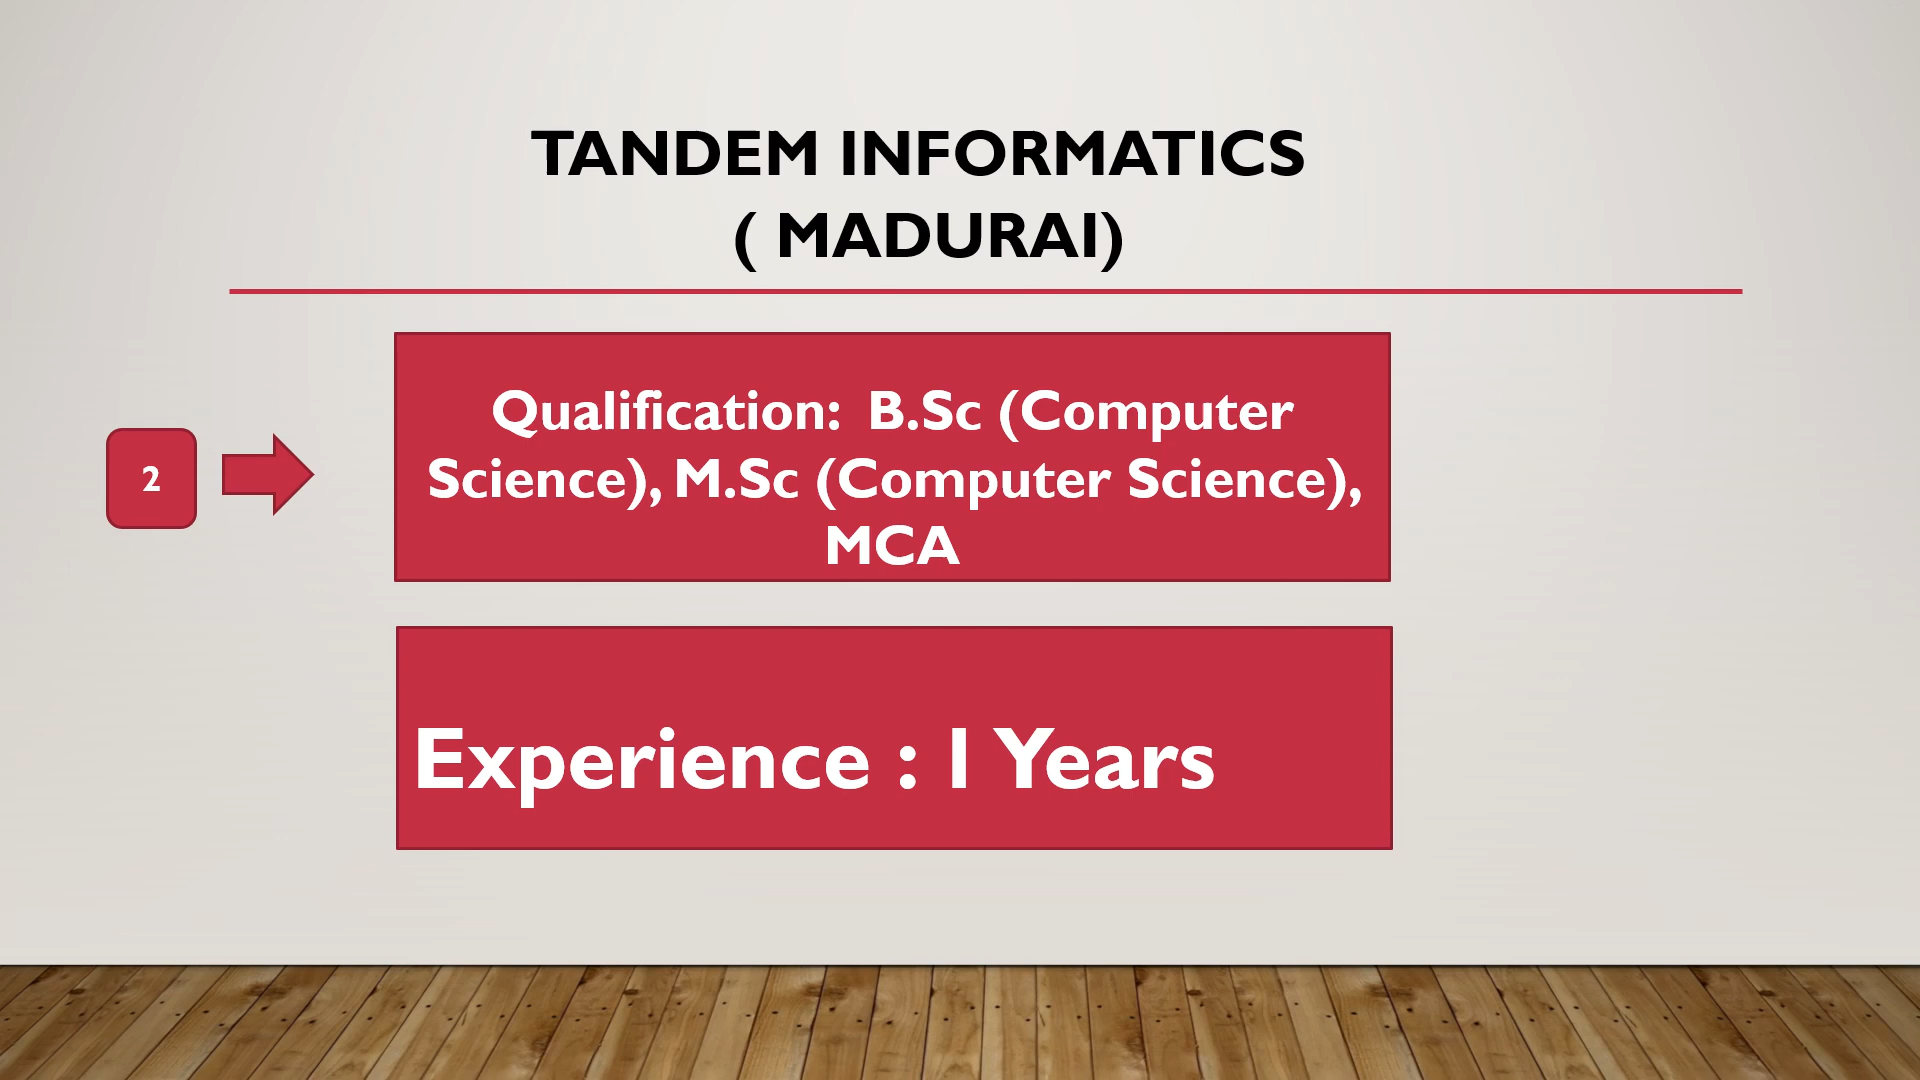 TANDEM INFORMATICS
( MADURAI)
Qualification:  B.Sc (Computer
Science), M.Sc (Computer Science),
MCA
2
Experience : 1 Years